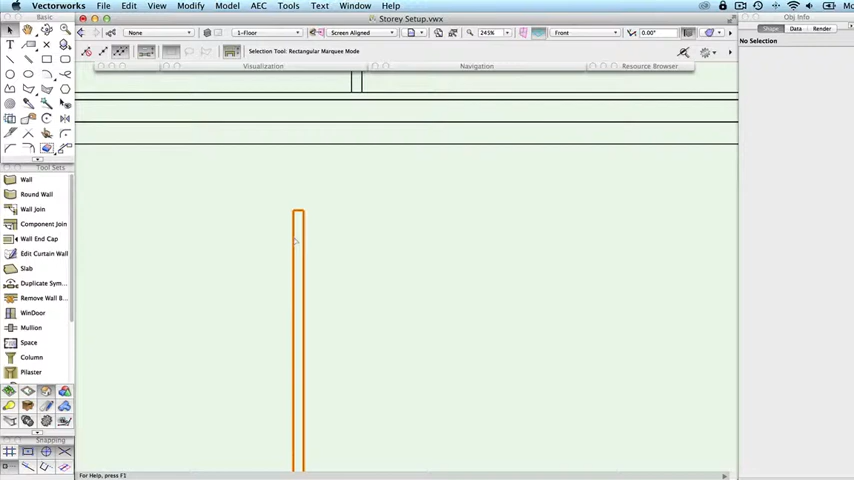 Vectorworks File Edit View Modify Model AEC Tools Text Window Help
Storey Setup.vwx
Obj Info
None 1-Floor Screen Aligned 245% Front 0.00°
Shape Data Render
No Selection
Selection Tool: Rectangular Marquee Mode
Visualization Navigation Resource Browser
Tool Sets
Wall
Round Wall
Wall Join
Component Join
Wall End Cap
Edit Curtain Wall
Slab
Duplicate Sym...
Remove Wall B...
WinDoor
Mullion
Space
Column
Pilaster
Snapping
For Help, press F1